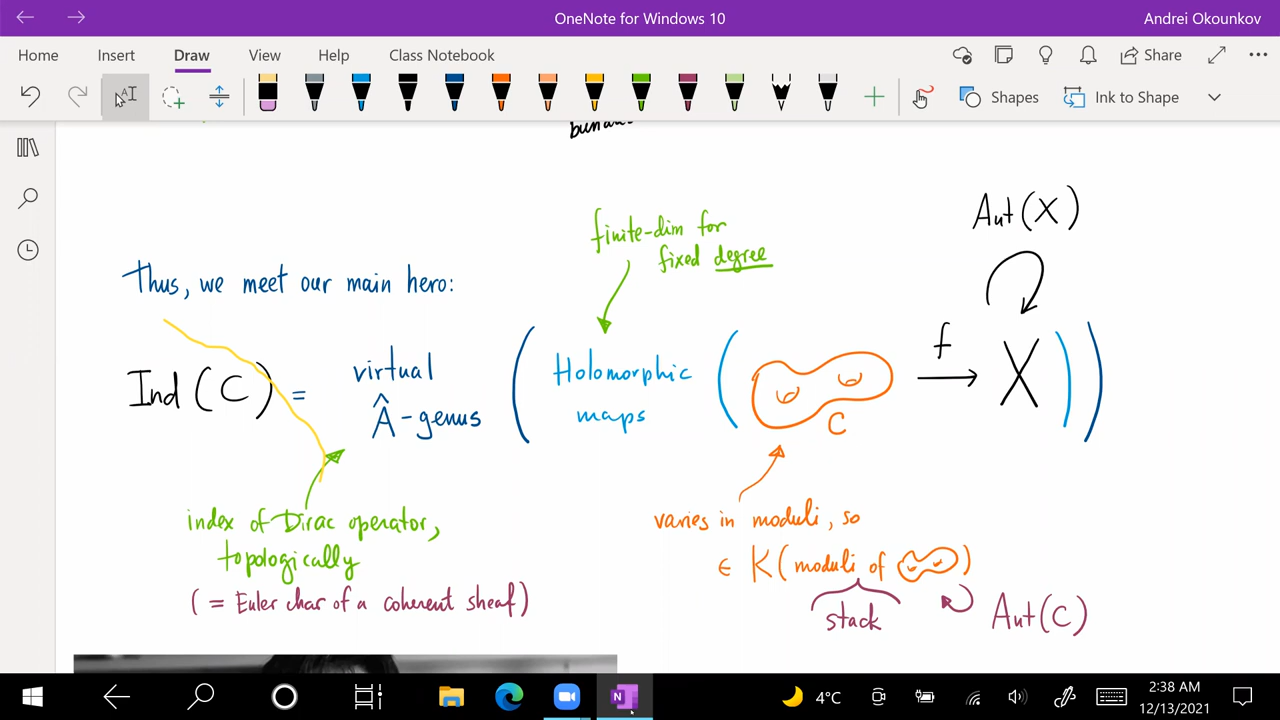 OneNote for Windows 10
Andrei Okounkov
Home Insert Draw View Help Class Notebook
Share
Shapes
Ink to Shape
Aut(X)
finite-dim for
fixed degree
Thus, we meet our main hero:
Ind(C) = virtual Â-genus ( Holomorphic maps ( C f → X ) )
index of Dirac operator,
topologically
(= Euler char of a coherent sheaf)
varies in moduli, so
∈ K(moduli of )
stack
Aut(C)
4°C
2:38 AM
12/13/2021